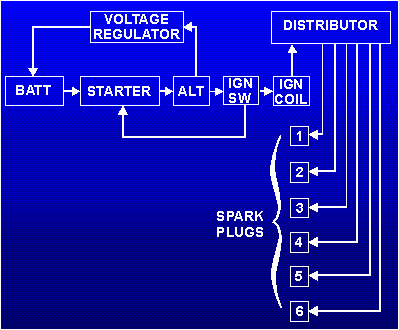 VOLTAGE
REGULATOR
DISTRIBUTOR
BATT
STARTER
ALT
IGN
SW
IGN
COIL
1
2
3
SPARK
PLUGS
4
5
6